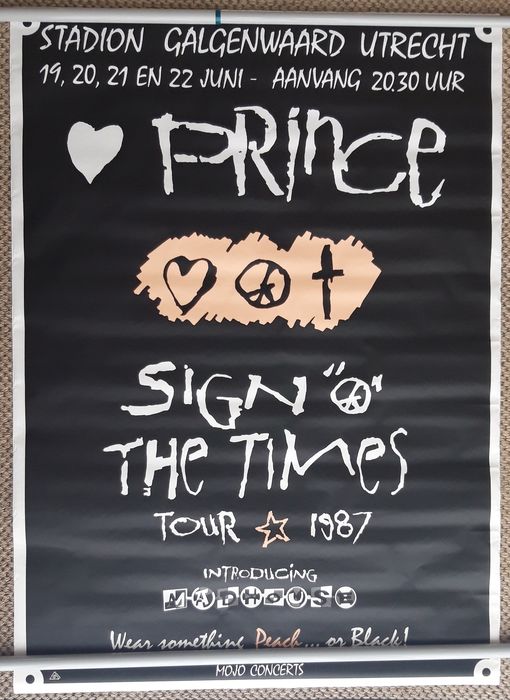 STADION GALGENWAARD UTRECHT
19, 20, 21 EN 22 JUNI - AANVANG 20.30 UUR
PRINCE
SIGN "☮"
THE TIMES
TOUR ☆ 1987
INTRODUCING
MADHOUSE
Wear something Peach... or Black!
MOJO CONCERTS